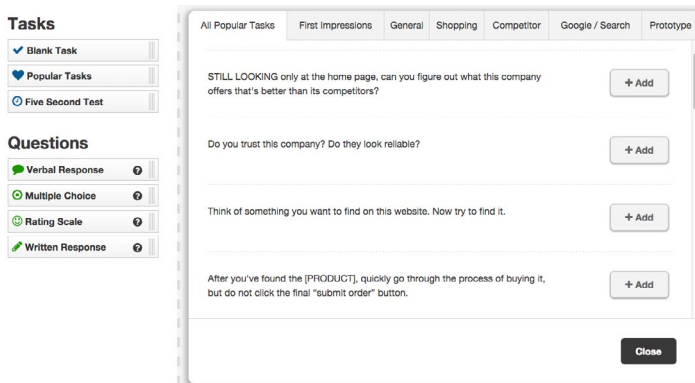 Tasks
Blank Task
Popular Tasks
Five Second Test
Questions
Verbal Response
Multiple Choice
Rating Scale
Written Response
All Popular Tasks First Impressions General Shopping Competitor Google / Search Prototype
STILL LOOKING only at the home page, can you figure out what this company
offers that's better than its competitors?
+ Add
Do you trust this company? Do they look reliable?
+ Add
Think of something you want to find on this website. Now try to find it.
+ Add
After you've found the [PRODUCT], quickly go through the process of buying it,
but do not click the final "submit order" button.
+ Add
Close